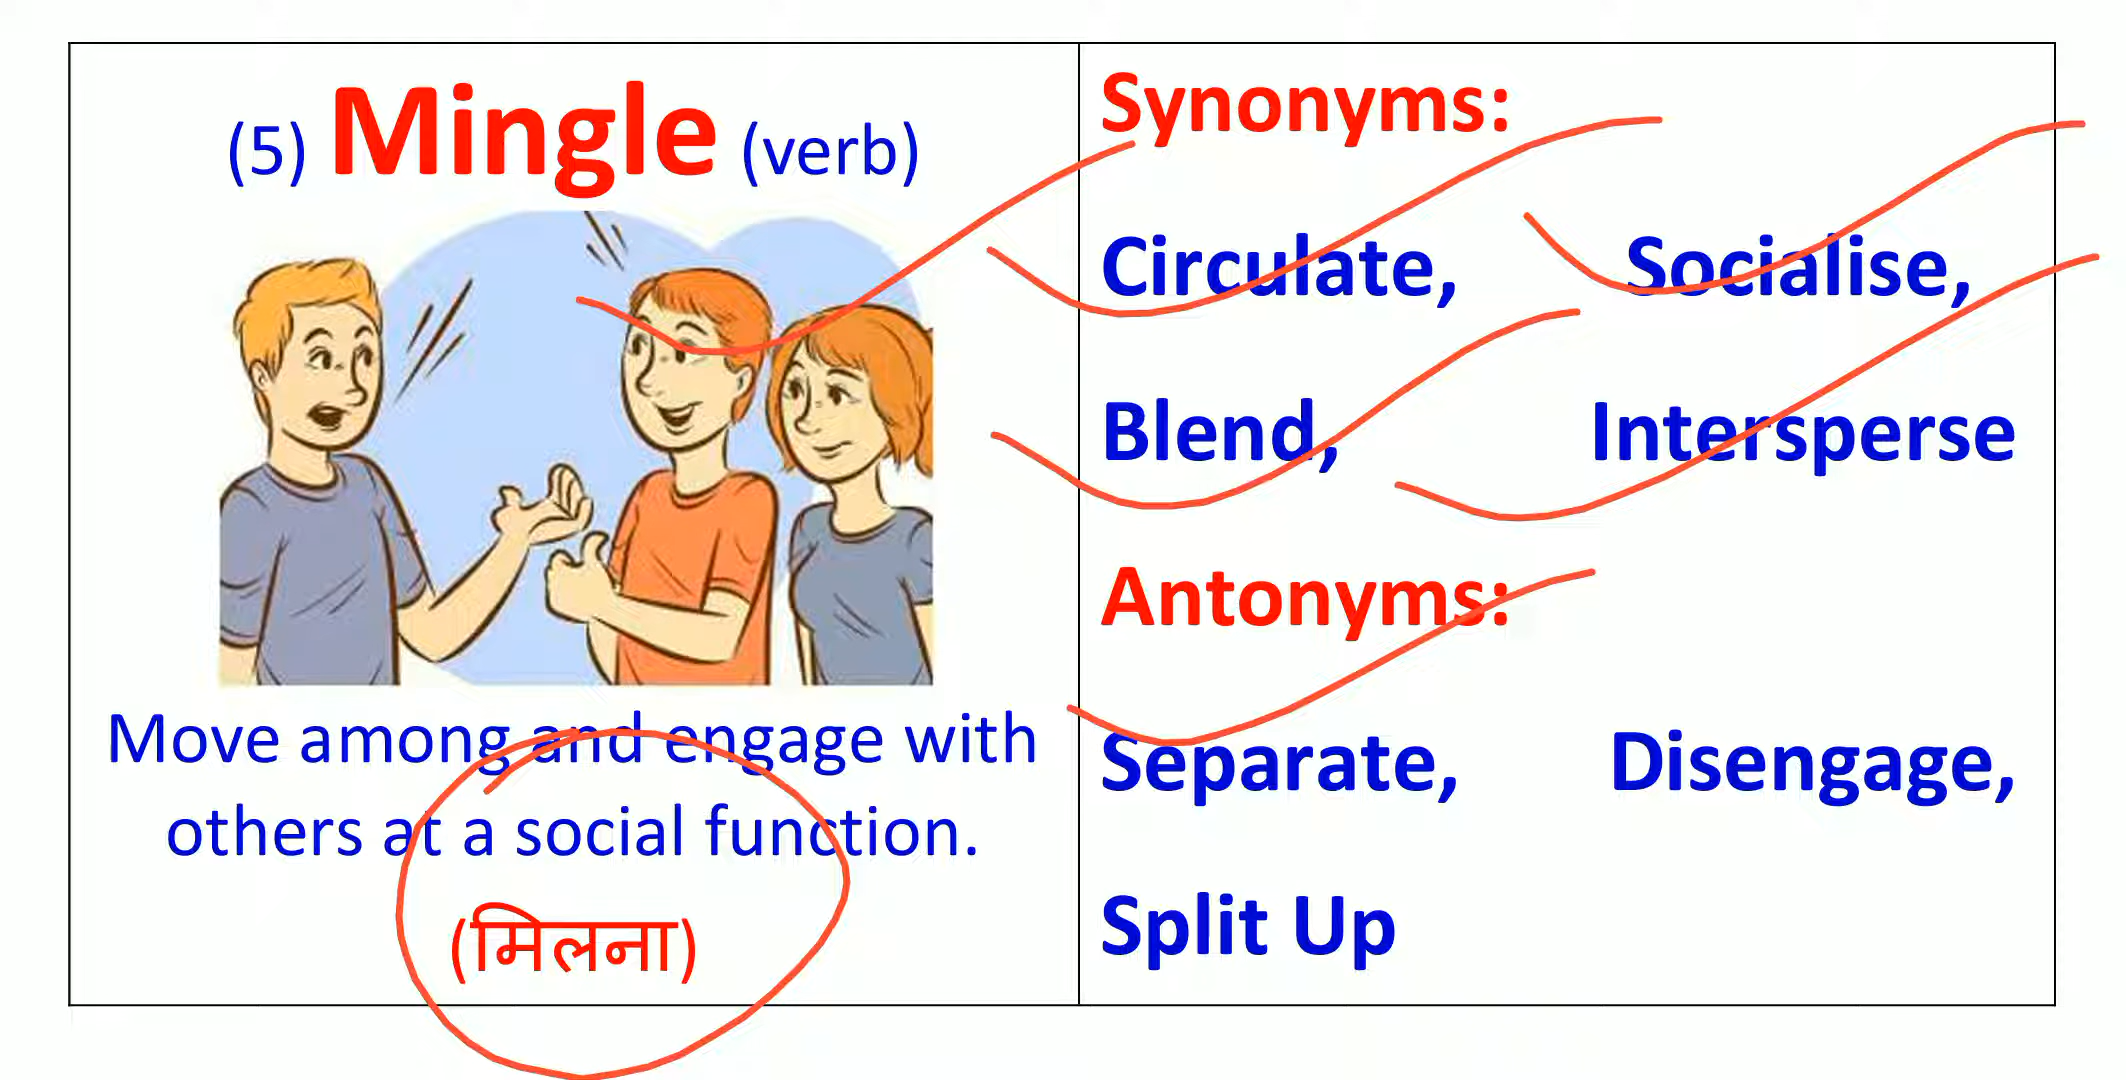 (5) Mingle (verb)
Move among and engage with
others at a social function.
(मिलना)
Synonyms:
Circulate, Socialise,
Blend, Intersperse
Antonyms:
Separate, Disengage,
Split Up